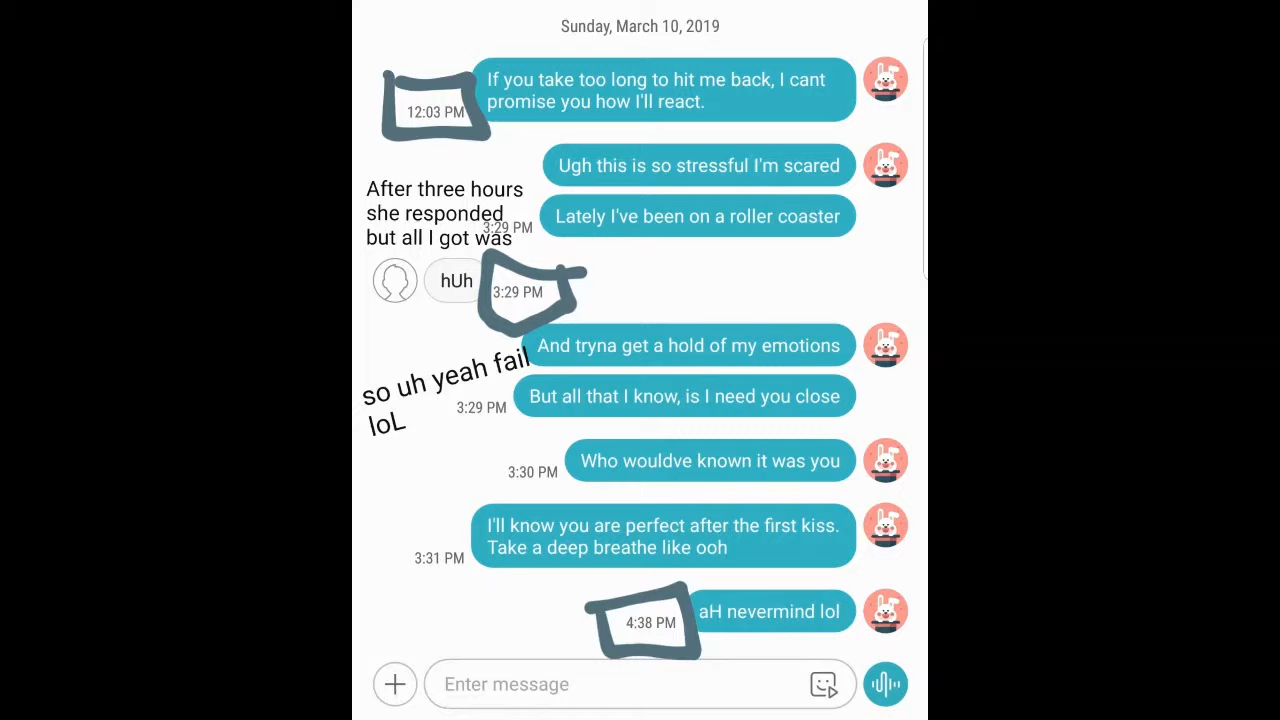 Sunday, March 10, 2019
If you take too long to hit me back, I cant
promise you how I'll react.
12:03 PM
Ugh this is so stressful I'm scared
After three hours
she responded
but all I got was
Lately I've been on a roller coaster
3:29 PM
hUh
3:29 PM
And tryna get a hold of my emotions
so uh yeah fail
loL
But all that I know, is I need you close
3:29 PM
Who wouldve known it was you
3:30 PM
I'll know you are perfect after the first kiss.
Take a deep breathe like ooh
3:31 PM
aH nevermind lol
4:38 PM
Enter message